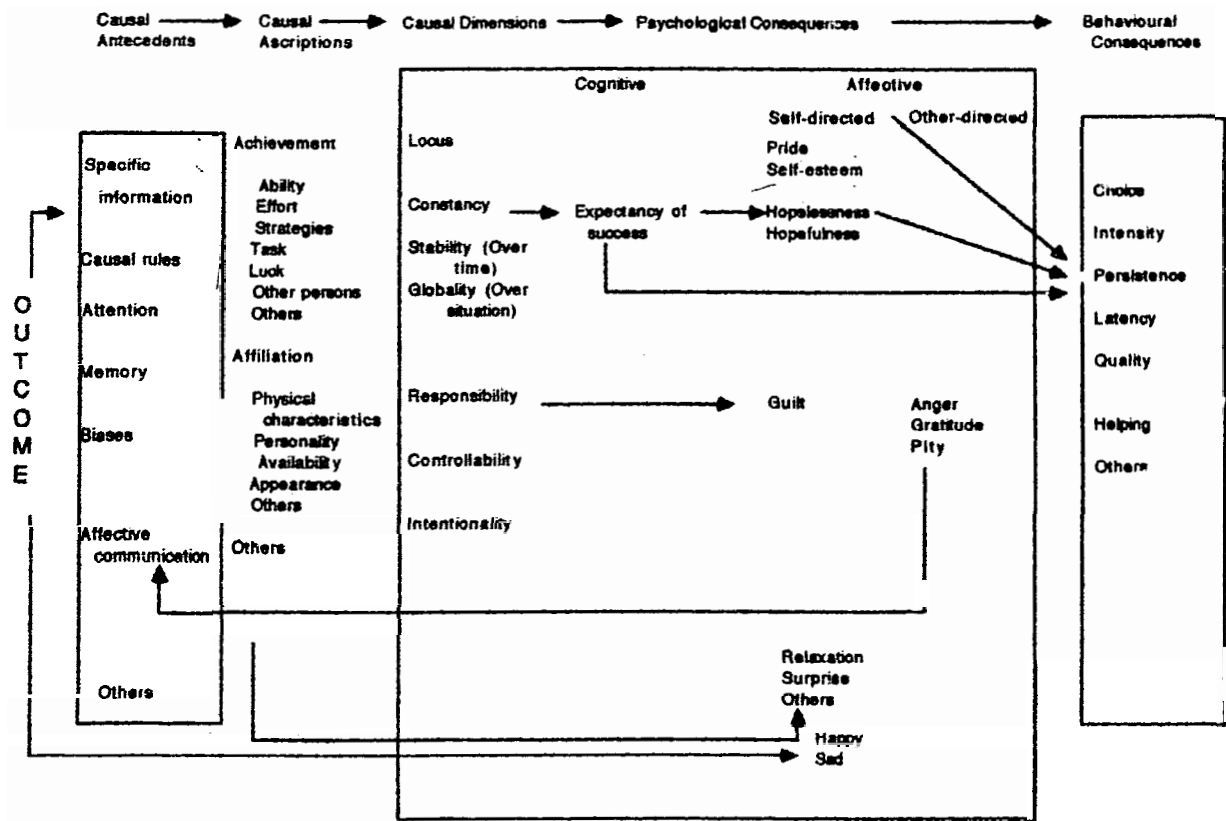 Causal
Antecedents
Causal
Ascriptions
Causal Dimensions
Psychological Consequences
Behavioural
Consequences
Cognitive
Affective
Self-directed
Other-directed
Pride
Self-esteem
OUTCOME
Specific
information
Causal rules
Attention
Memory
Biases
Affective
communication
Others
Achievement
Ability
Effort
Strategies
Task
Luck
Other persons
Others
Affiliation
Physical
characteristics
Personality
Availability
Appearance
Others
Others
Locus
Constancy
Stability (Over
time)
Globality (Over
situation)
Responsibility
Controllability
Intentionality
Expectancy of
success
Hopelessness
Hopefulness
Guilt
Anger
Gratitude
Pity
Relaxation
Surprise
Others
Happy
Sad
Choice
Intensity
Persistence
Latency
Quality
Helping
Others